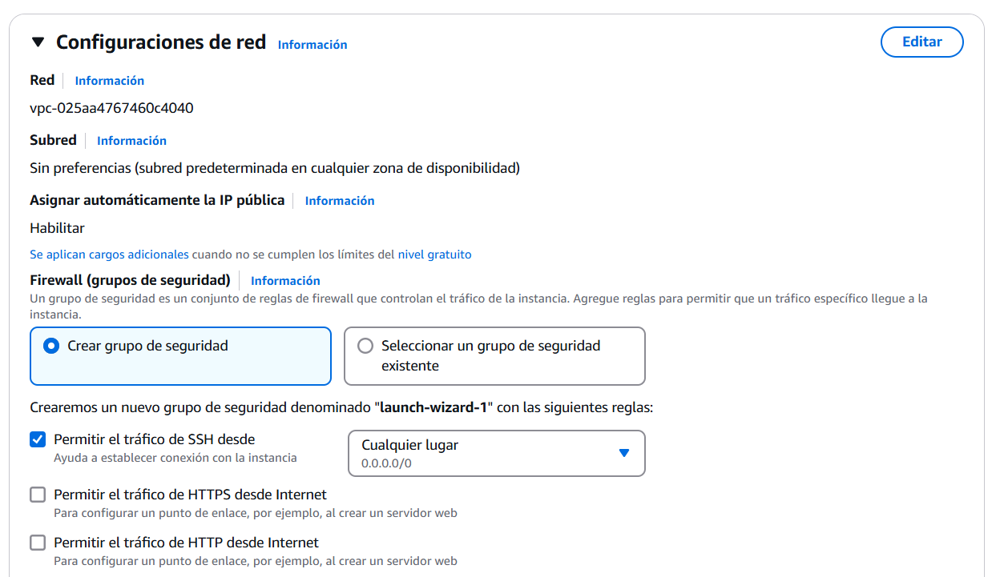 Configuraciones de red Información
Editar
Red Información
vpc-025aa4767460c4040
Subred Información
Sin preferencias (subred predeterminada en cualquier zona de disponibilidad)
Asignar automáticamente la IP pública Información
Habilitar
Se aplican cargos adicionales cuando no se cumplen los límites del nivel gratuito
Firewall (grupos de seguridad) Información
Un grupo de seguridad es un conjunto de reglas de firewall que controlan el tráfico de la instancia. Agregue reglas para permitir que un tráfico específico llegue a la
instancia.
Crear grupo de seguridad
Seleccionar un grupo de seguridad
existente
Crearemos un nuevo grupo de seguridad denominado "launch-wizard-1" con las siguientes reglas:
Permitir el tráfico de SSH desde
Ayuda a establecer conexión con la instancia
Cualquier lugar
0.0.0.0/0
Permitir el tráfico de HTTPS desde Internet
Para configurar un punto de enlace, por ejemplo, al crear un servidor web
Permitir el tráfico de HTTP desde Internet
Para configurar un punto de enlace, por ejemplo, al crear un servidor web